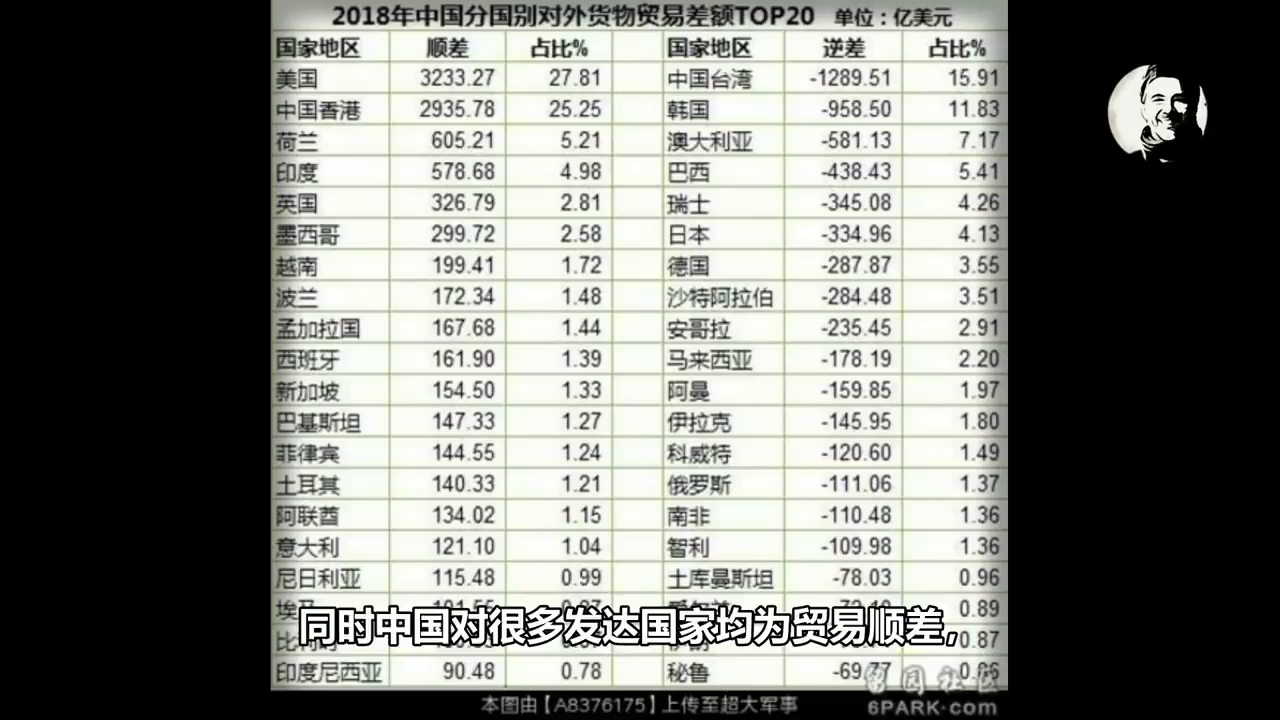 2018年中国分国别对外货物贸易差额TOP20 单位：亿美元
国家地区 顺差 占比% 国家地区 逆差 占比%
美国 3233.27 27.81 中国台湾 -1289.51 15.91
中国香港 2935.78 25.25 韩国 -958.50 11.83
荷兰 605.21 5.21 澳大利亚 -581.13 7.17
印度 578.68 4.98 巴西 -438.43 5.41
英国 326.79 2.81 瑞士 -345.08 4.26
墨西哥 299.72 2.58 日本 -334.96 4.13
越南 199.41 1.72 德国 -287.87 3.55
波兰 172.34 1.48 沙特阿拉伯 -284.48 3.51
孟加拉国 167.68 1.44 安哥拉 -235.45 2.91
西班牙 161.90 1.39 马来西亚 -178.19 2.20
新加坡 154.50 1.33 阿曼 -159.85 1.97
巴基斯坦 147.33 1.27 伊拉克 -145.95 1.80
菲律宾 144.55 1.24 科威特 -120.60 1.49
土耳其 140.33 1.21 俄罗斯 -111.06 1.37
阿联酋 134.02 1.15 南非 -110.48 1.36
意大利 121.10 1.04 智利 -109.98 1.36
尼日利亚 115.48 0.99 土库曼斯坦 -78.03 0.96
埃及 0.89
同时中国对很多发达国家均为贸易顺差，
0.87
印度尼西亚 90.48 0.78 秘鲁 -69.77
留园社区
本图由【A8376175】上传至超大军事
6PARK.com